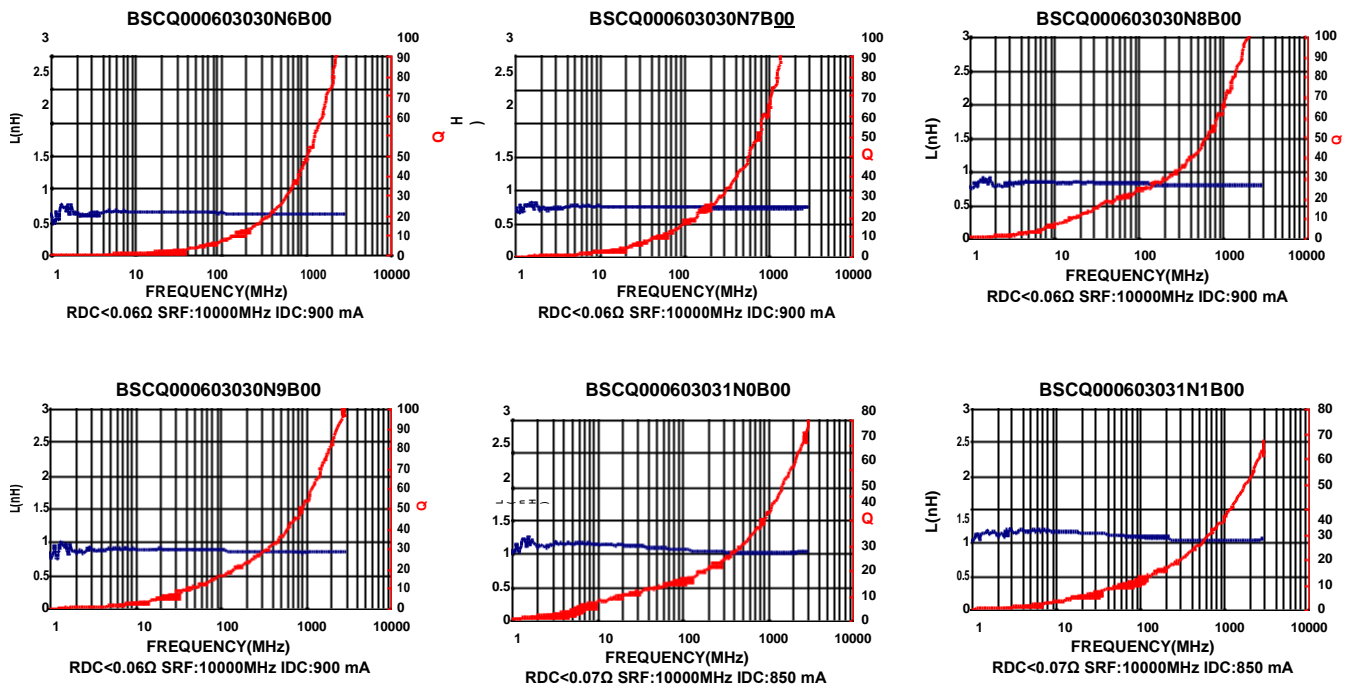 BSCQ000603030N6B00
3
2.5
2
1.5
1
0.5
0
L(nH)
100
90
80
70
60
50
40
30
20
10
0
Q
1 10 100 1000 10000
FREQUENCY(MHz)
RDC<0.06Ω SRF:10000MHz IDC:900 mA
BSCQ000603030N7B00
3
2.5
2
1.5
1
0.5
0
H )
100
90
80
70
60
50
40
30
20
10
0
Q
1 10 100 1000 10000
FREQUENCY(MHz)
RDC<0.06Ω SRF:10000MHz IDC:900 mA
BSCQ000603030N8B00
3
2.5
2
1.5
1
0.5
0
L(nH)
100
90
80
70
60
50
40
30
20
10
0
Q
1 10 100 1000 10000
FREQUENCY(MHz)
RDC<0.06Ω SRF:10000MHz IDC:900 mA
BSCQ000603030N9B00
3
2.5
2
1.5
1
0.5
0
L(nH)
100
90
80
70
60
50
40
30
20
10
0
Q
1 10 100 1000 10000
FREQUENCY(MHz)
RDC<0.06Ω SRF:10000MHz IDC:900 mA
BSCQ000603031N0B00
3
2.5
2
1.5
1
0.5
0
L(nH)
80
70
60
50
40
30
20
10
0
Q
1 10 100 1000 10000
FREQUENCY(MHz)
RDC<0.07Ω SRF:10000MHz IDC:850 mA
BSCQ000603031N1B00
3
2.5
2
1.5
1
0.5
0
L(nH)
80
70
60
50
40
30
20
10
0
Q
1 10 100 1000 10000
FREQUENCY(MHz)
RDC<0.07Ω SRF:10000MHz IDC:850 mA